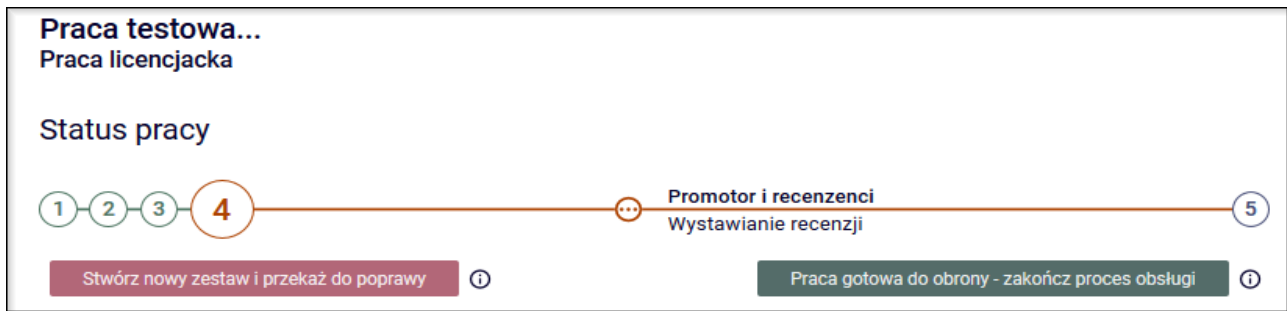 Praca testowa...
Praca licencjacka
Status pracy
1 2 3 4 Promotor i recenzenci 5
Wystawianie recenzji
Stwórz nowy zestaw i przekaż do poprawy
Praca gotowa do obrony - zakończ proces obsługi